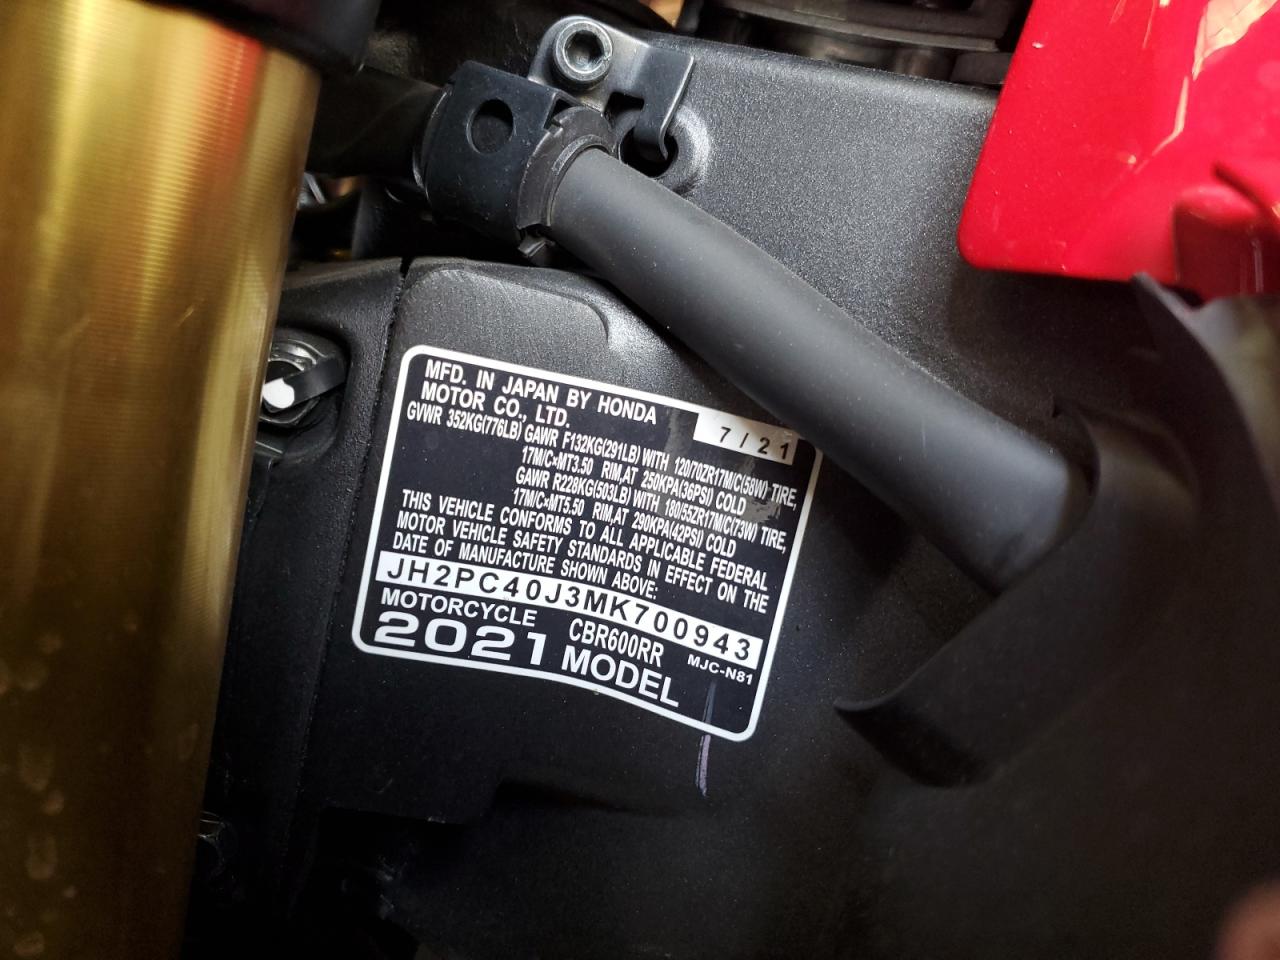 MFD. IN JAPAN BY HONDA
MOTOR CO., LTD.
7/21
GVWR 352KG(776LB) GAWR F132KG(291LB) WITH 120/70ZR17M/C(58W) TIRE,
17M/C×MT3.50 RIM,AT 250KPA(36PSI) COLD
GAWR R228KG(503LB) WITH 180/55ZR17M/C(73W) TIRE,
17M/C×MT5.50 RIM,AT 290KPA(42PSI) COLD
THIS VEHICLE CONFORMS TO ALL APPLICABLE FEDERAL
MOTOR VEHICLE SAFETY STANDARDS IN EFFECT ON THE
DATE OF MANUFACTURE SHOWN ABOVE:
JH2PC40J3MK700943
MOTORCYCLE CBR600RR MJC-N81
2021 MODEL